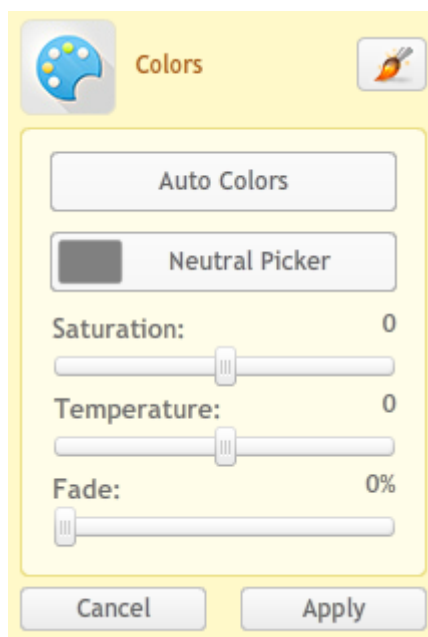 Colors
Auto Colors
Neutral Picker
Saturation: 0
Temperature: 0
Fade: 0%
Cancel Apply